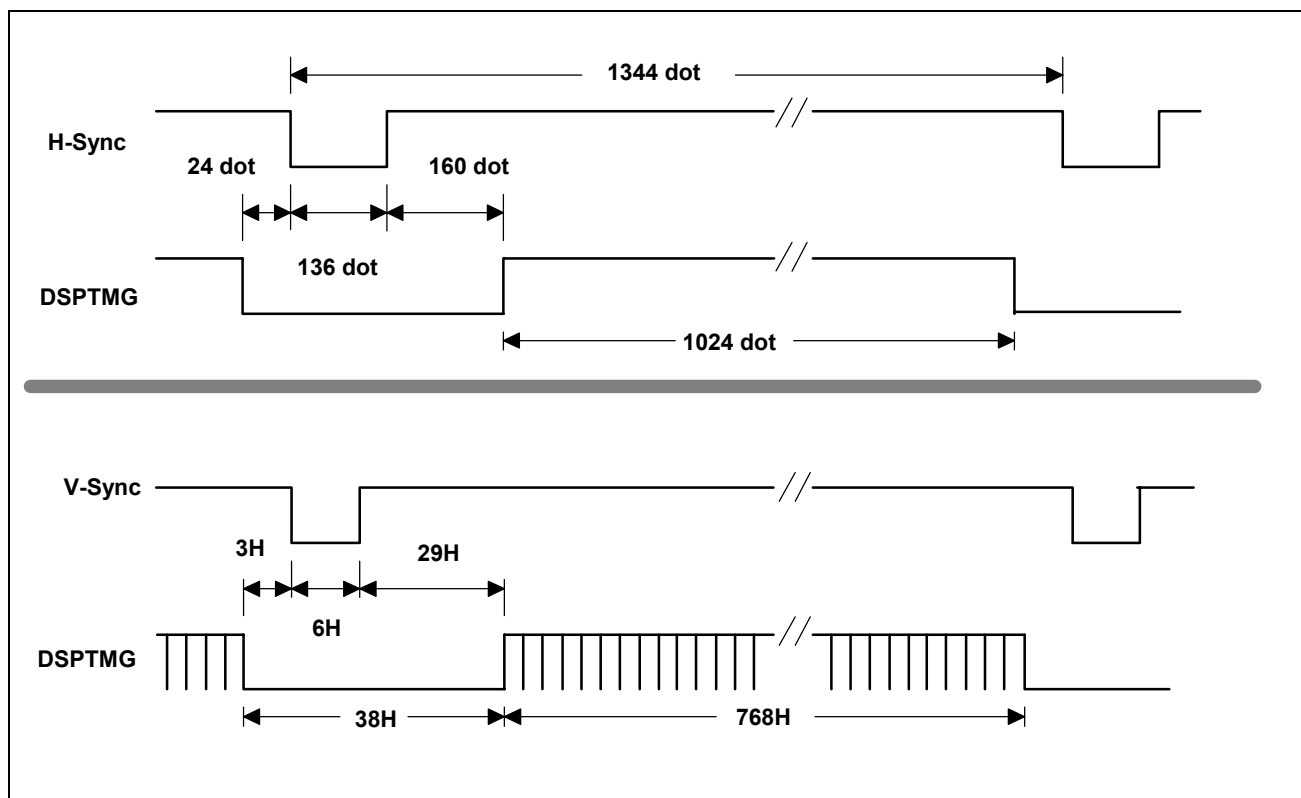 1344 dot
H-Sync
24 dot
160 dot
136 dot
DSPTMG
1024 dot
V-Sync
3H
29H
6H
DSPTMG
38H
768H